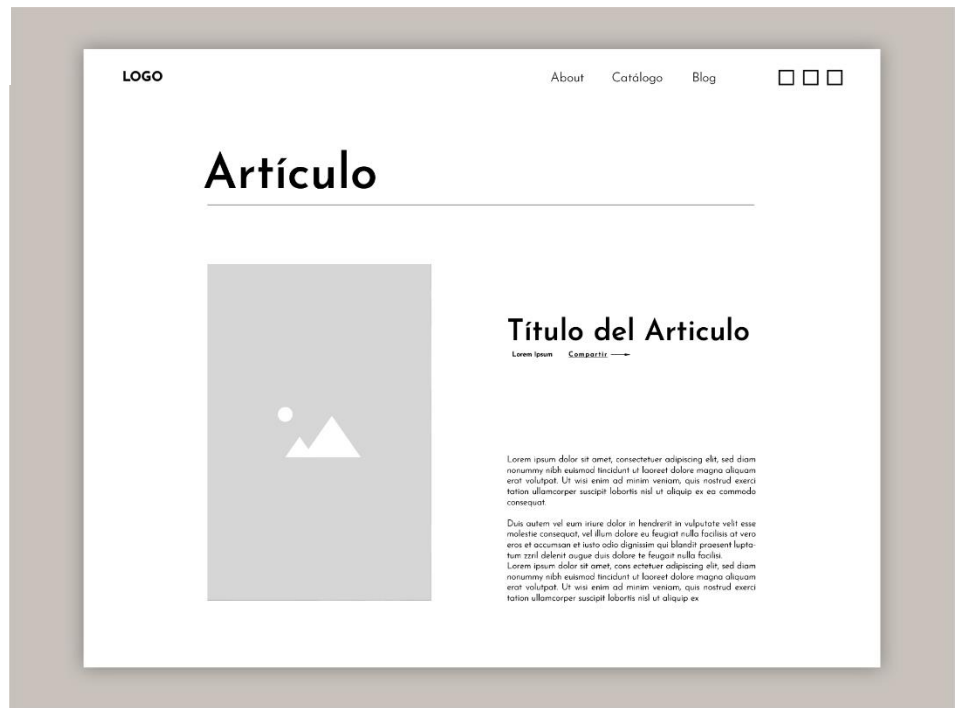 LOGO
About Catálogo Blog
Artículo
Título del Articulo
Lorem Ipsum Compartir
Lorem ipsum dolor sit amet, consectetuer adipiscing elit, sed diam
nonummy nibh euismod tincidunt ut laoreet dolore magna aliquam
erat volutpat. Ut wisi enim ad minim veniam, quis nostrud exerci
tation ullamcorper suscipit lobortis nisl ut aliquip ex ea commodo
consequat.
Duis autem vel eum iriure dolor in hendrerit in vulputate velit esse
molestie consequat, vel illum dolore eu feugiat nulla facilisis at vero
eros et accumsan et iusto odio dignissim qui blandit praesent lupta-
tum zzril delenit augue duis dolore te feugait nulla facilisi.
Lorem ipsum dolor sit amet, cons ectetuer adipiscing elit, sed diam
nonummy nibh euismod tincidunt ut laoreet dolore magna aliquam
erat volutpat. Ut wisi enim ad minim veniam, quis nostrud exerci
tation ullamcorper suscipit lobortis nisl ut aliquip ex